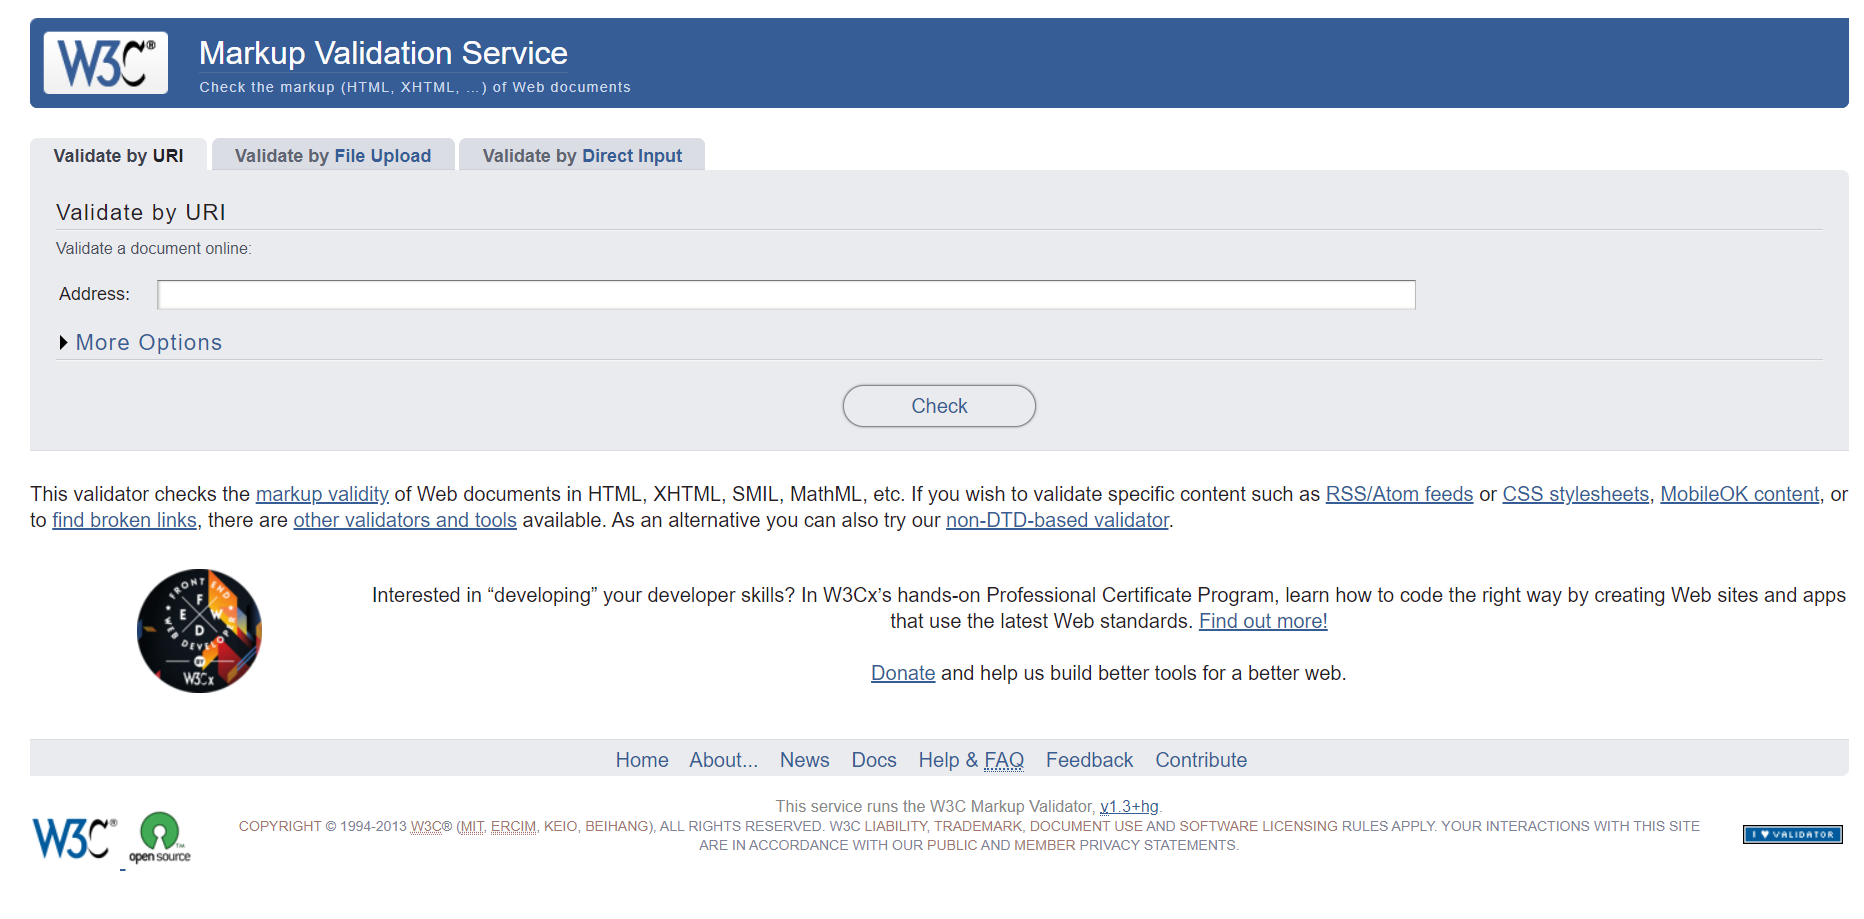 W3C®
Markup Validation Service
Check the markup (HTML, XHTML, …) of Web documents
Validate by URI
Validate by File Upload
Validate by Direct Input
Validate by URI
Validate a document online:
Address:
More Options
Check
This validator checks the markup validity of Web documents in HTML, XHTML, SMIL, MathML, etc. If you wish to validate specific content such as RSS/Atom feeds or CSS stylesheets, MobileOK content, or
to find broken links, there are other validators and tools available. As an alternative you can also try our non-DTD-based validator.
FRONT END
F E W D
WEB DEVELOPER
BY
W3Cx
Interested in “developing” your developer skills? In W3Cx’s hands-on Professional Certificate Program, learn how to code the right way by creating Web sites and apps
that use the latest Web standards. Find out more!
Donate and help us build better tools for a better web.
Home About... News Docs Help & FAQ Feedback Contribute
W3C®
open source™
This service runs the W3C Markup Validator, v1.3+hg.
COPYRIGHT © 1994-2013 W3C® (MIT, ERCIM, KEIO, BEIHANG), ALL RIGHTS RESERVED. W3C LIABILITY, TRADEMARK, DOCUMENT USE AND SOFTWARE LICENSING RULES APPLY. YOUR INTERACTIONS WITH THIS SITE
ARE IN ACCORDANCE WITH OUR PUBLIC AND MEMBER PRIVACY STATEMENTS.
I ♥ VALIDATOR